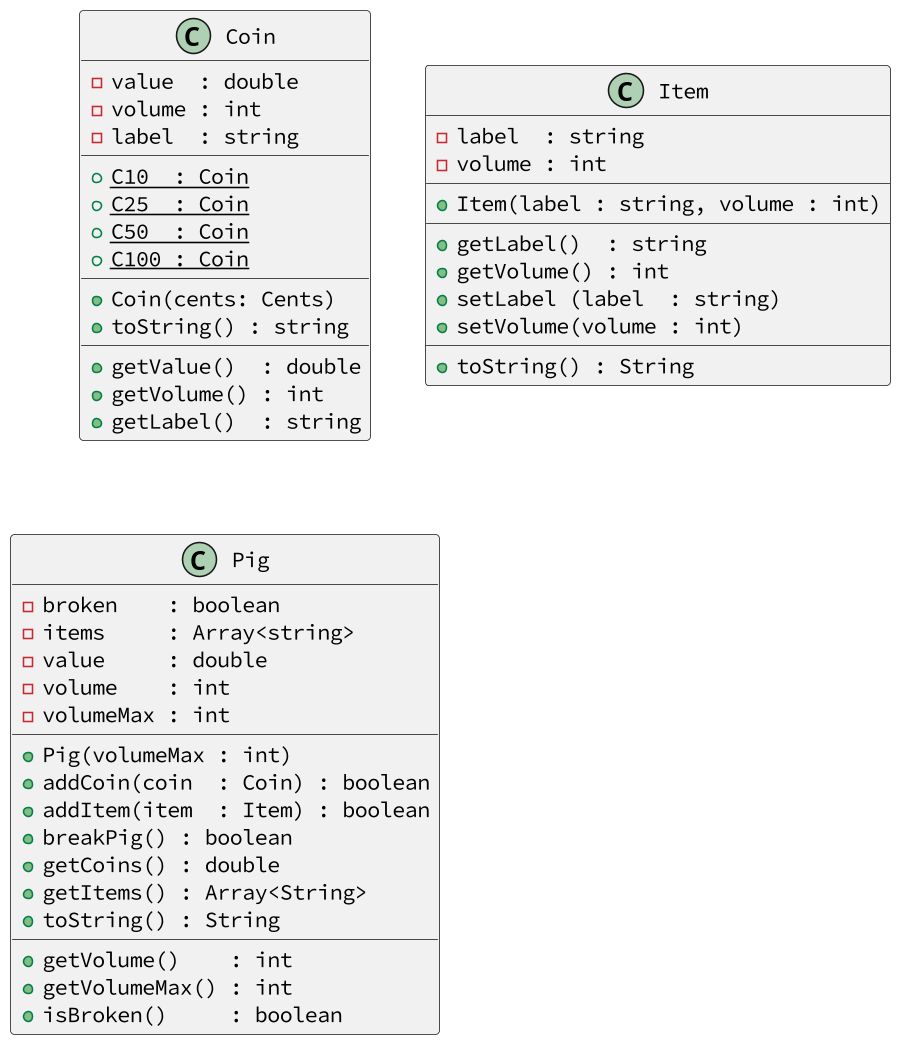 C Coin
value  : double
volume : int
label  : string
C10  : Coin
C25  : Coin
C50  : Coin
C100 : Coin
Coin(cents: Cents)
toString() : string
getValue()  : double
getVolume() : int
getLabel()  : string
C Item
label  : string
volume : int
Item(label : string, volume : int)
getLabel()  : string
getVolume() : int
setLabel (label  : string)
setVolume(volume : int)
toString() : String
C Pig
broken    : boolean
items     : Array<string>
value     : double
volume    : int
volumeMax : int
Pig(volumeMax : int)
addCoin(coin  : Coin) : boolean
addItem(item  : Item) : boolean
breakPig() : boolean
getCoins() : double
getItems() : Array<String>
toString() : String
getVolume()    : int
getVolumeMax() : int
isBroken()     : boolean